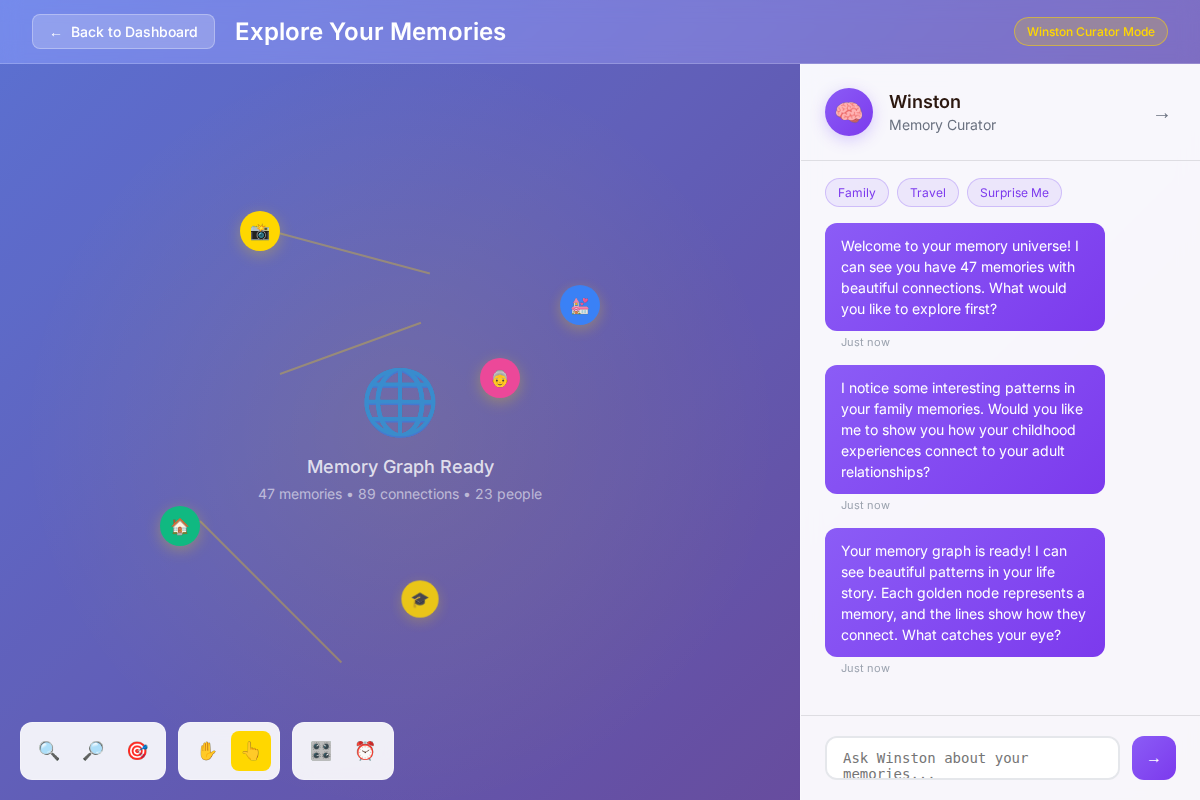 ← Back to Dashboard
Explore Your Memories
Winston Curator Mode
Memory Graph Ready
47 memories • 89 connections • 23 people
Winston
Memory Curator
→
Family
Travel
Surprise Me
Welcome to your memory universe! I
can see you have 47 memories with
beautiful connections. What would
you like to explore first?
Just now
I notice some interesting patterns in
your family memories. Would you like
me to show you how your childhood
experiences connect to your adult
relationships?
Just now
Your memory graph is ready! I can
see beautiful patterns in your life
story. Each golden node represents a
memory, and the lines show how they
connect. What catches your eye?
Just now
Ask Winston about your
memories...
→